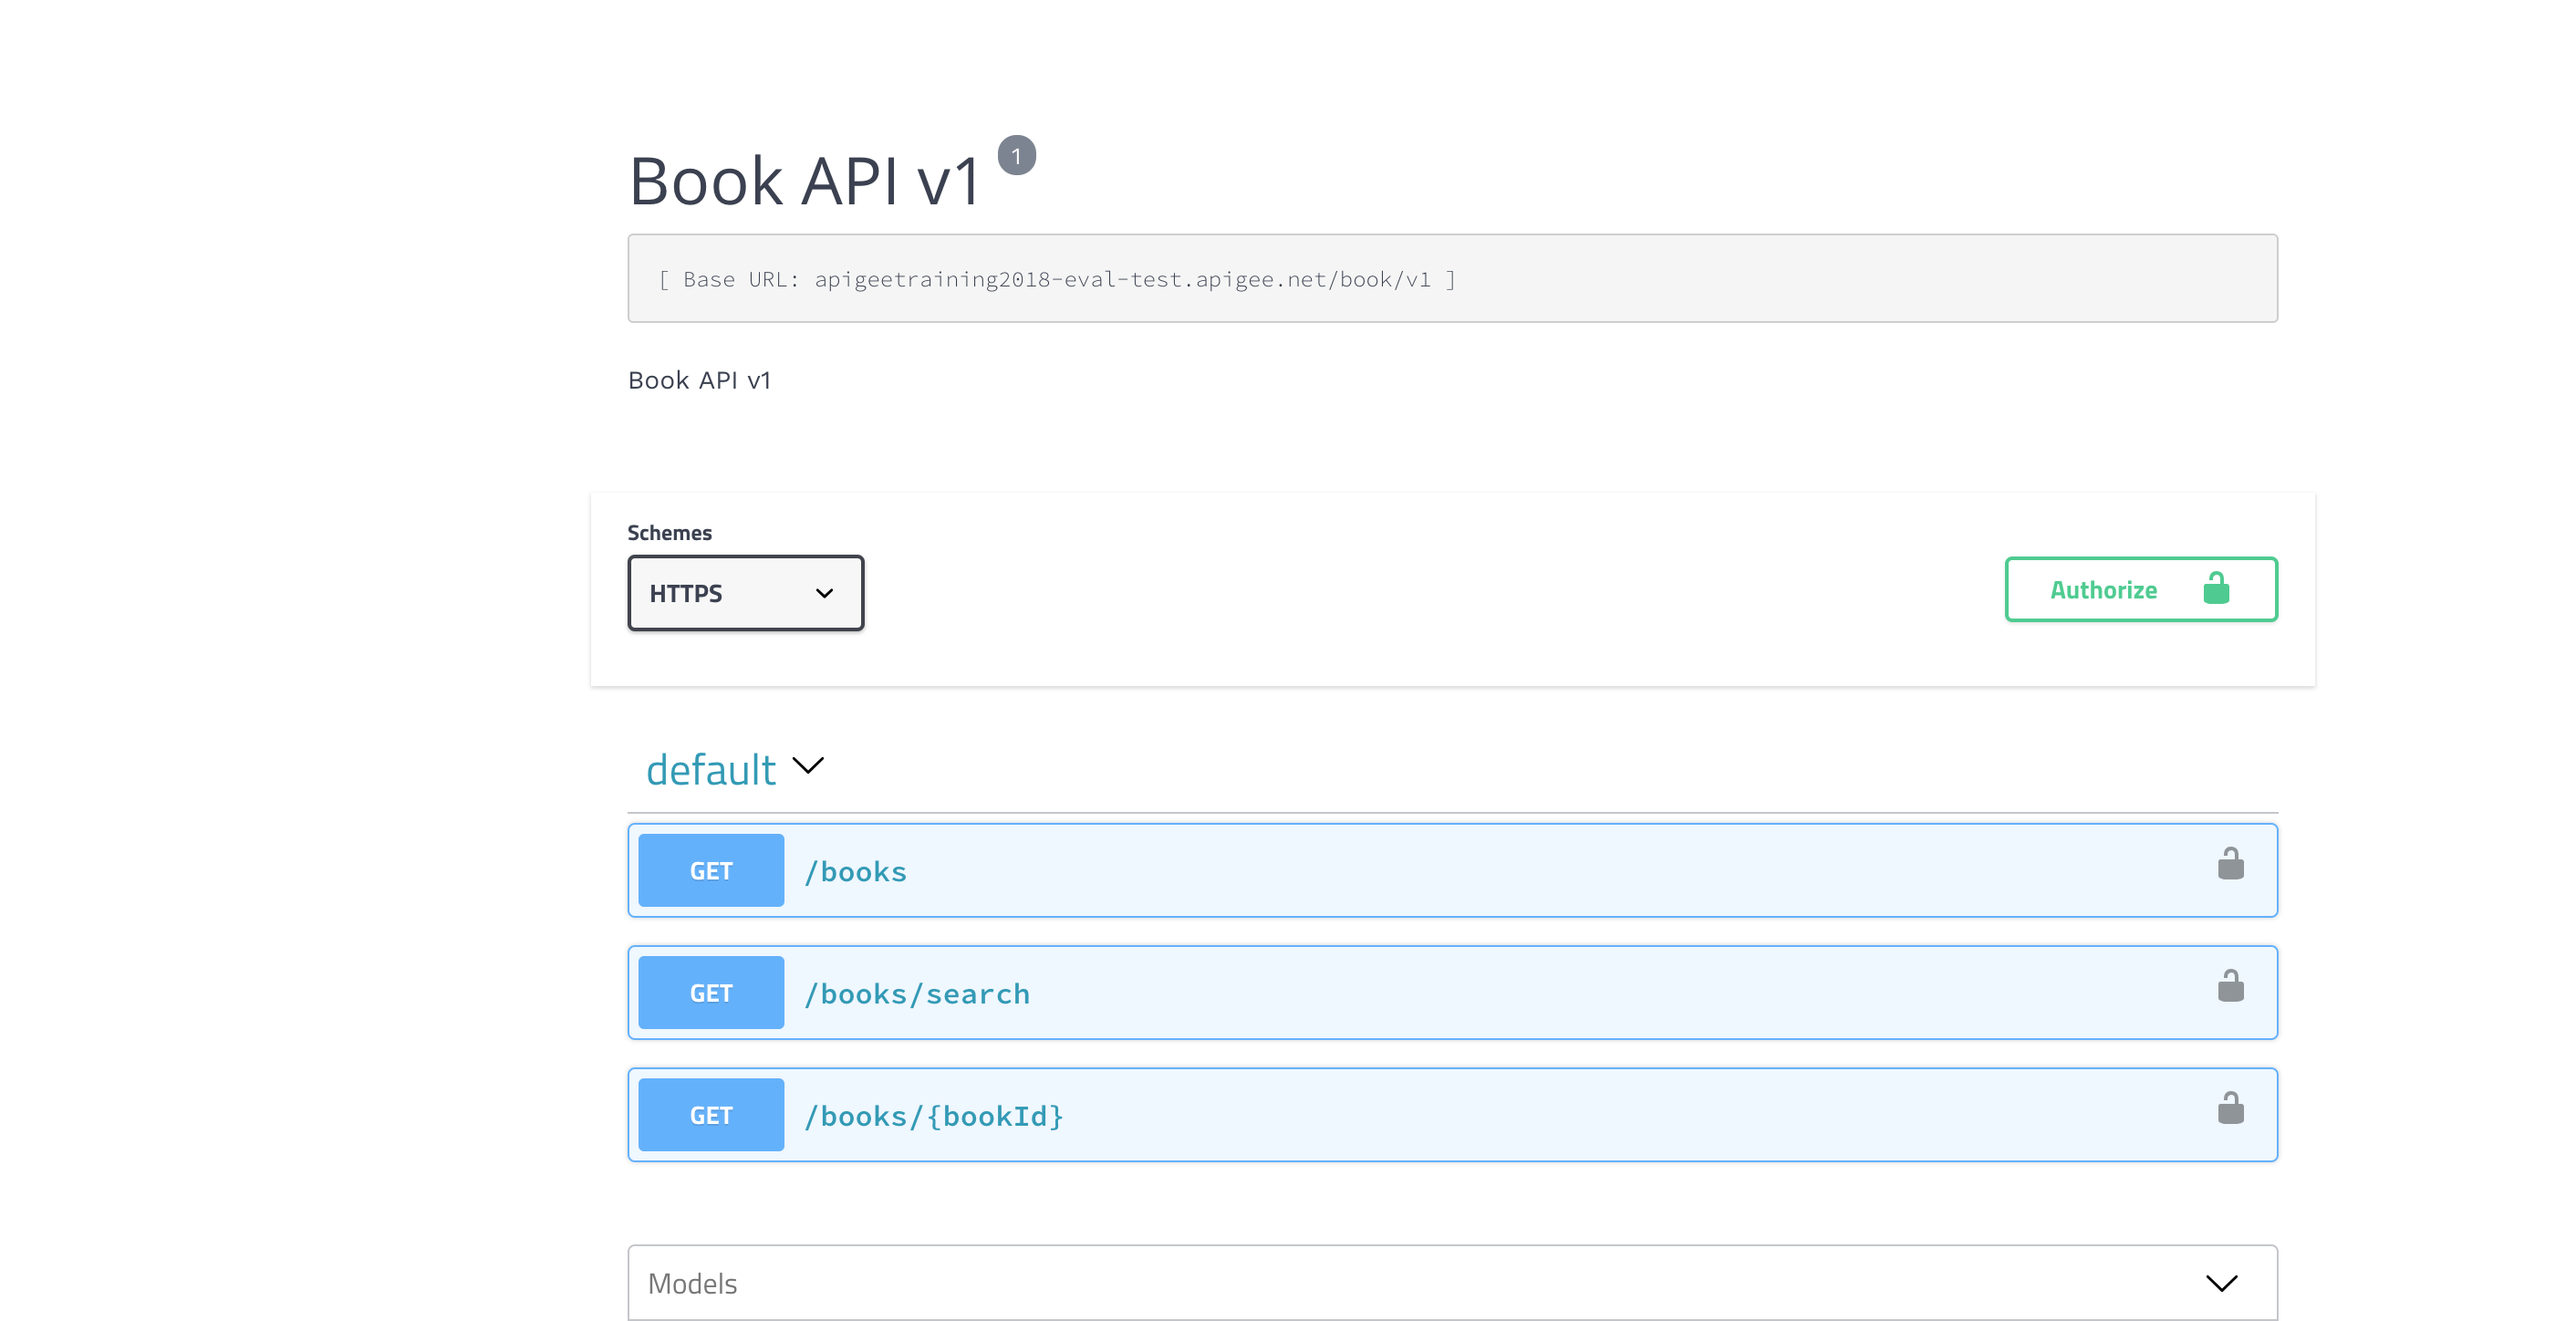 Book API v1 1
[ Base URL: apigeetraining2018-eval-test.apigee.net/book/v1 ]
Book API v1
Schemes
HTTPS
Authorize
default
GET /books
GET /books/search
GET /books/{bookId}
Models